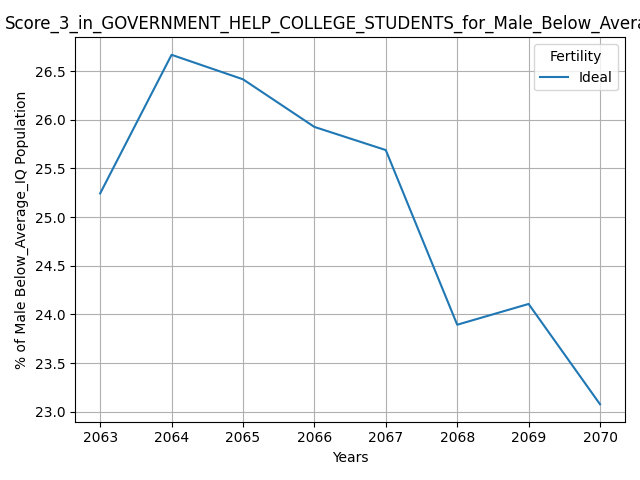 Score_3_in_GOVERNMENT_HELP_COLLEGE_STUDENTS_for_Male_Below_Avera
Fertility
Ideal
% of Male Below_Average_IQ Population
26.5
26.0
25.5
25.0
24.5
24.0
23.5
23.0
2063 2064 2065 2066 2067 2068 2069 2070
Years